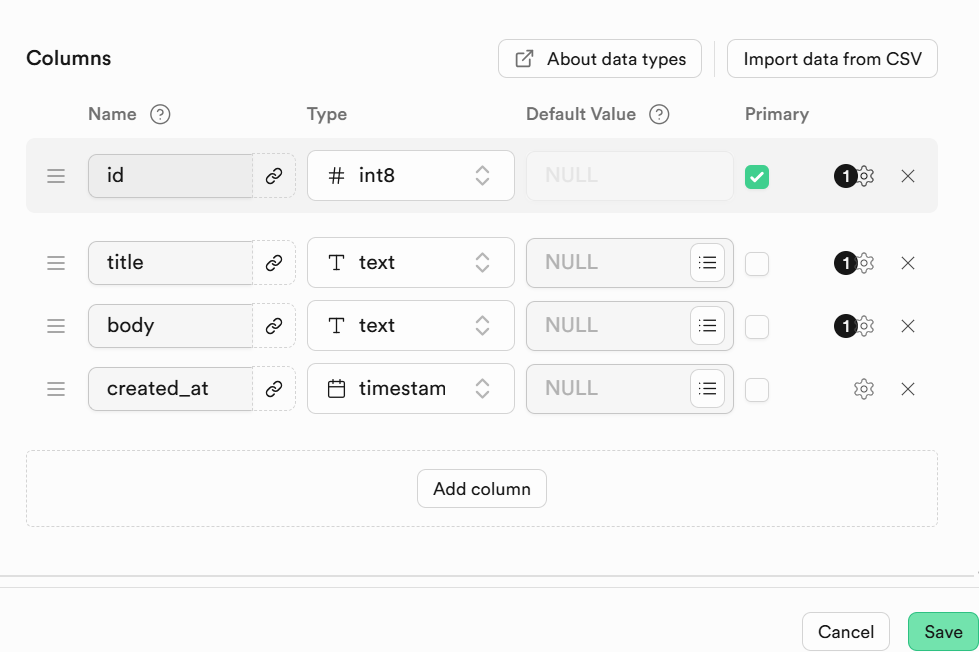 Columns
About data types
Import data from CSV
Name
Type
Default Value
Primary
id
# int8
NULL
1
title
T text
NULL
1
body
T text
NULL
1
created_at
timestam
NULL
Add column
Cancel
Save